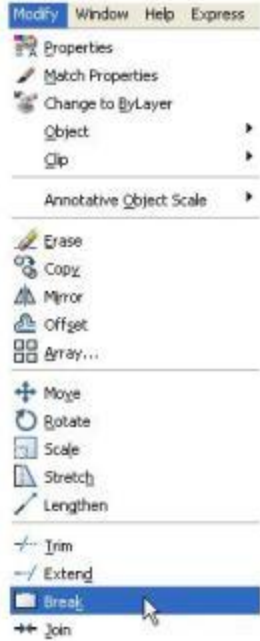 Modify Window Help Express
Properties
Match Properties
Change to ByLayer
Object
Clip
Annotative Object Scale
Erase
Copy
Mirror
Offset
Array...
Move
Rotate
Scale
Stretch
Lengthen
Trim
Extend
Break
Join